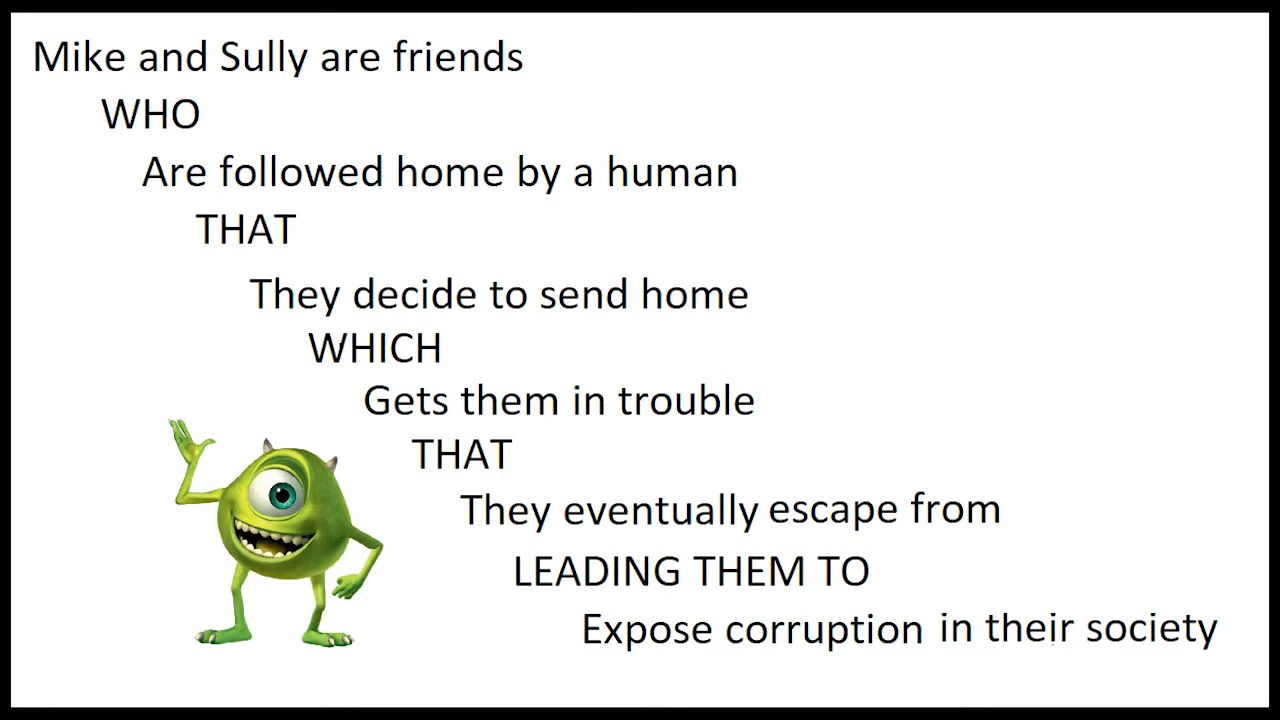 Mike and Sully are friends
WHO
Are followed home by a human
THAT
They decide to send home
WHICH
Gets them in trouble
THAT
They eventually escape from
LEADING THEM TO
Expose corruption in their society